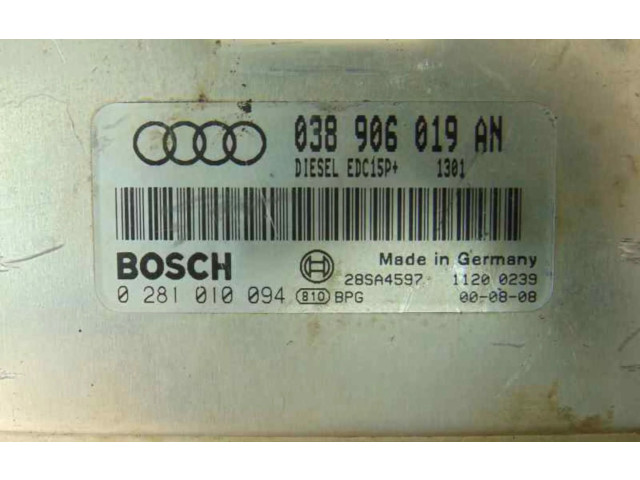 038 906 019 AN
DIESEL EDC15P+ 1301
BOSCH
Made in Germany
28SA4597 1120 0239
0 281 010 094 810 BPG 00-08-08